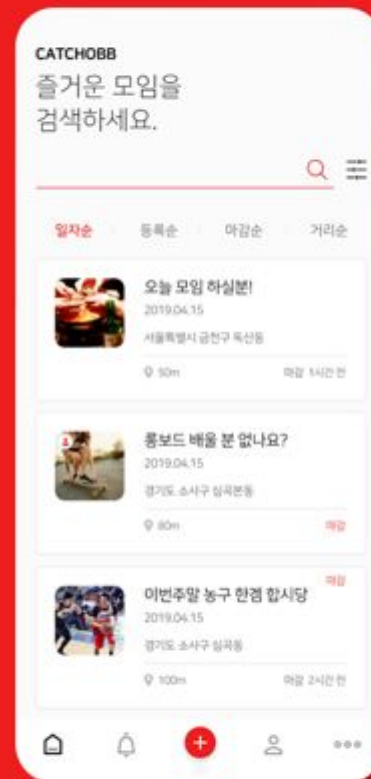 CATCHOBB
즐거운 모임을
검색하세요.
일자순 등록순 마감순 거리순
오늘 모임 하실분!
2019.04.15
서울특별시 금천구 독산동
50m 마감 1시간 전
롱보드 배울 분 없나요?
2019.04.15
경기도 소사구 심곡본동
80m 마감
마감
이번주말 농구 한겜 합시당
2019.04.15
경기도 소사구 심곡동
100m 마감 2시간 전